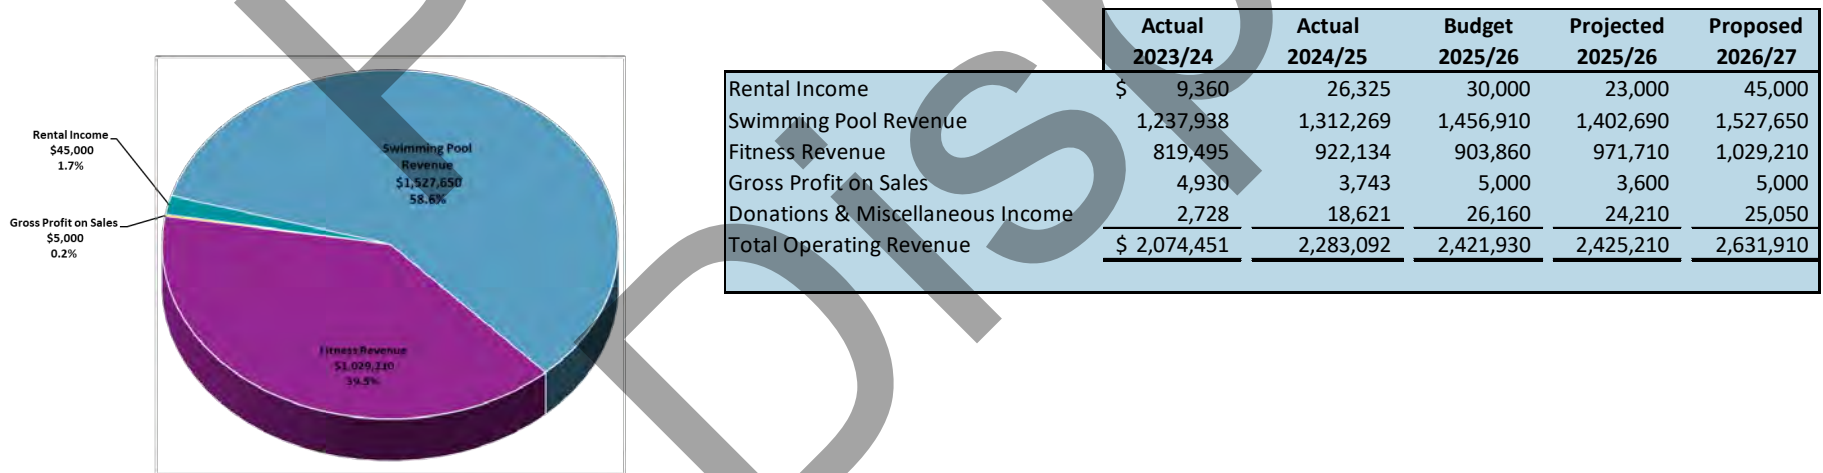 Rental Income
$45,000
1.7%
Gross Profit on Sales
$5,000
0.2%
Swimming Pool
Revenue
$1,527,650
58.6%
Fitness Revenue
$1,029,210
39.5%
Actual Actual Budget Projected Proposed
2023/24 2024/25 2025/26 2025/26 2026/27
Rental Income $ 9,360 26,325 30,000 23,000 45,000
Swimming Pool Revenue 1,237,938 1,312,269 1,456,910 1,402,690 1,527,650
Fitness Revenue 819,495 922,134 903,860 971,710 1,029,210
Gross Profit on Sales 4,930 3,743 5,000 3,600 5,000
Donations & Miscellaneous Income 2,728 18,621 26,160 24,210 25,050
Total Operating Revenue $ 2,074,451 2,283,092 2,421,930 2,425,210 2,631,910